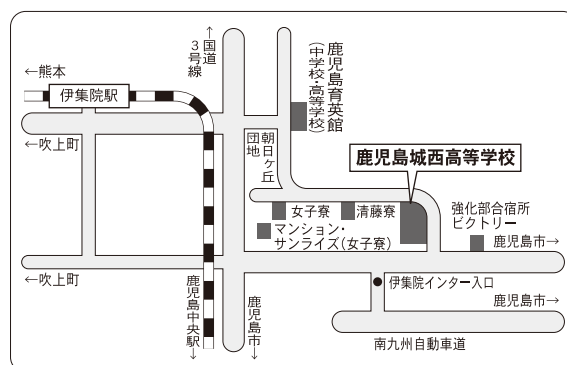 ←国道
３号線
←熊本
伊集院駅
鹿児島育英館
(中学校・高等学校)
朝日ヶ丘
団地
←吹上町
鹿児島城西高等学校
女子寮
清藤寮
強化部合宿所
ビクトリー
マンション・
サンライズ(女子寮)
鹿児島市→
←吹上町
鹿児島中央駅→
鹿児島市→
伊集院インター入口
鹿児島市→
南九州自動車道